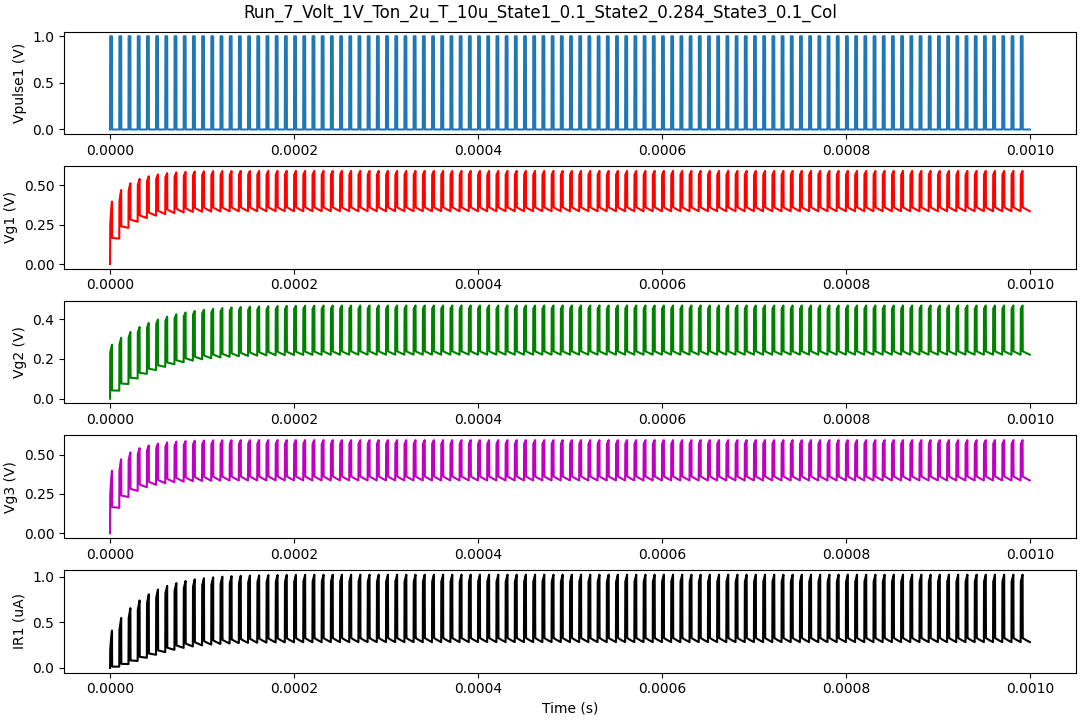 Run_7_Volt_1V_Ton_2u_T_10u_State1_0.1_State2_0.284_State3_0.1_Col
Vpulse1 (V)
1.0
0.5
0.0
0.0000 0.0002 0.0004 0.0006 0.0008 0.0010
Vg1 (V)
0.50
0.25
0.00
0.0000 0.0002 0.0004 0.0006 0.0008 0.0010
Vg2 (V)
0.4
0.2
0.0
0.0000 0.0002 0.0004 0.0006 0.0008 0.0010
Vg3 (V)
0.50
0.25
0.00
0.0000 0.0002 0.0004 0.0006 0.0008 0.0010
IR1 (uA)
1.0
0.5
0.0
0.0000 0.0002 0.0004 0.0006 0.0008 0.0010
Time (s)